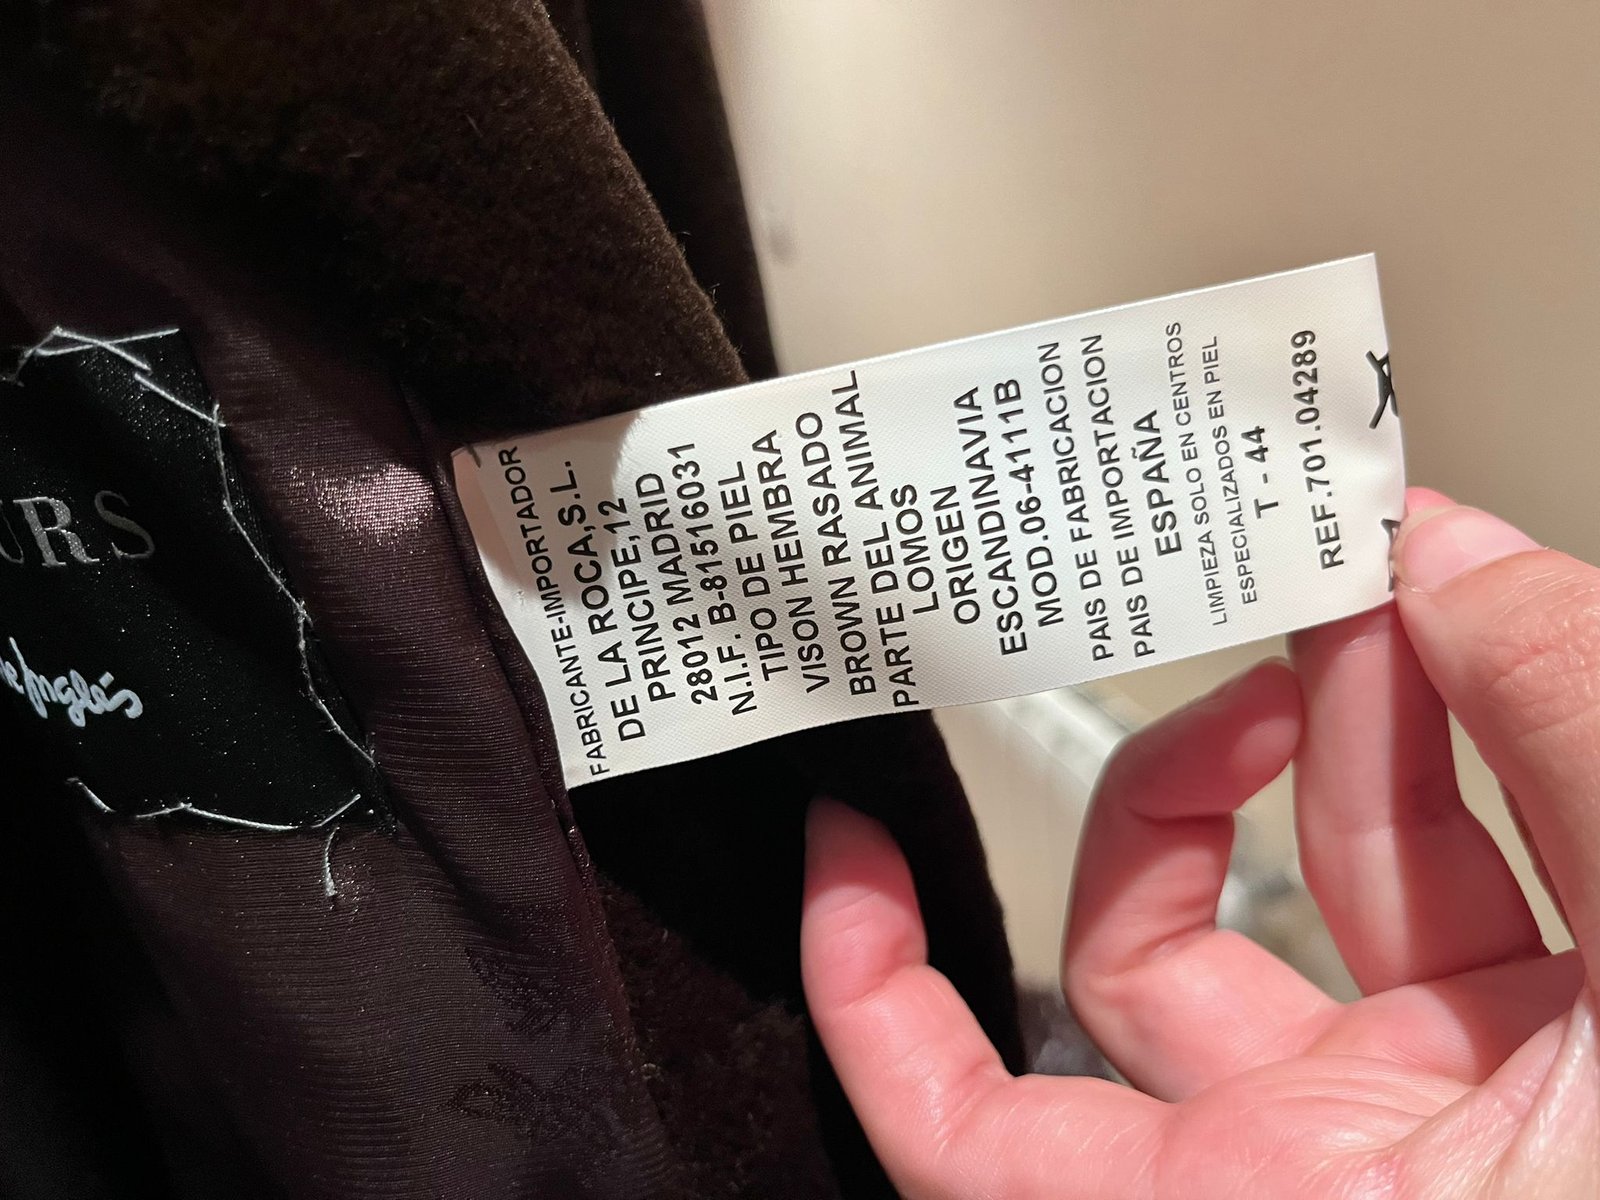 URS
Inglés
FABRICANTE-IMPORTADOR
DE LA ROCA,S.L.
PRINCIPE,12
28012 MADRID
N.I.F. B-81516031
TIPO DE PIEL
VISON HEMBRA
BROWN RASADO
PARTE DEL ANIMAL
LOMOS
ORIGEN
ESCANDINAVIA
MOD.06-4111B
PAIS DE FABRICACION
PAIS DE IMPORTACION
ESPAÑA
LIMPIEZA SOLO EN CENTROS
ESPECIALIZADOS EN PIEL
T - 44
REF.701.04289